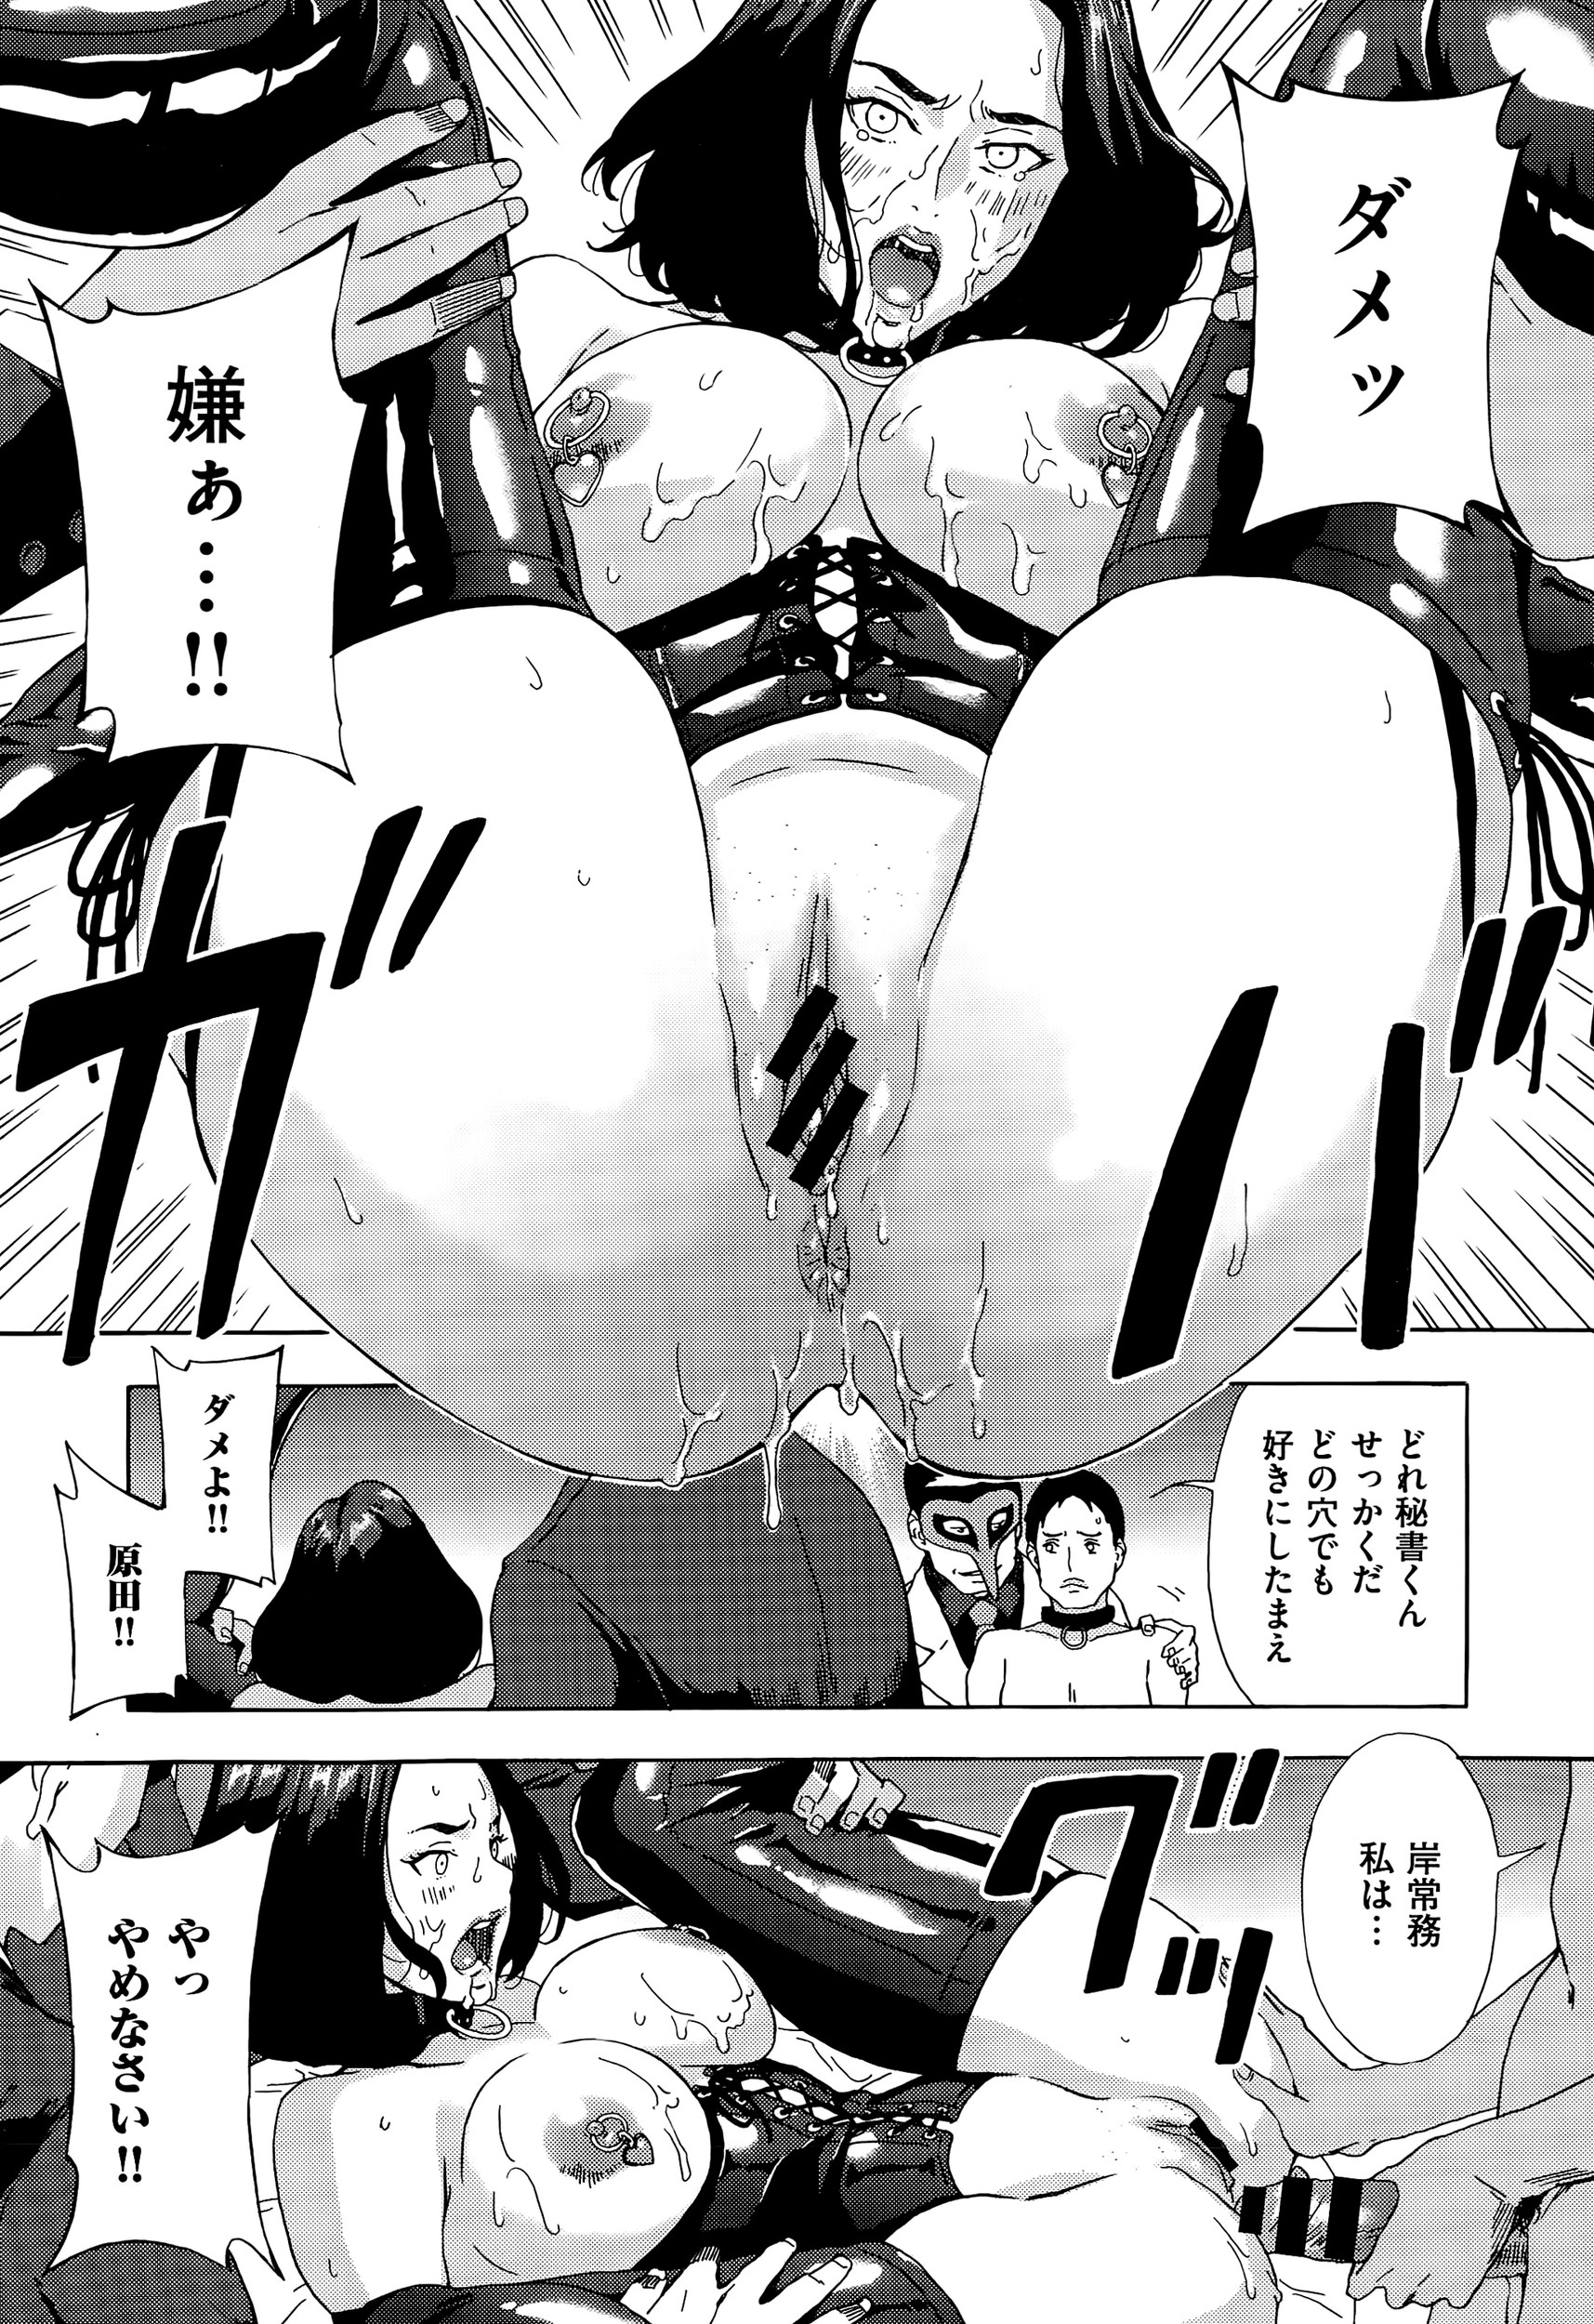 ダメッ
嫌ぁ…!!
ガバッ
どれ秘書くん
せっかくだ
どの穴でも
好きにしたまえ
ダメよ!!
原田!!
岸常務
私は…
グッ
やっ
やめなさい!!